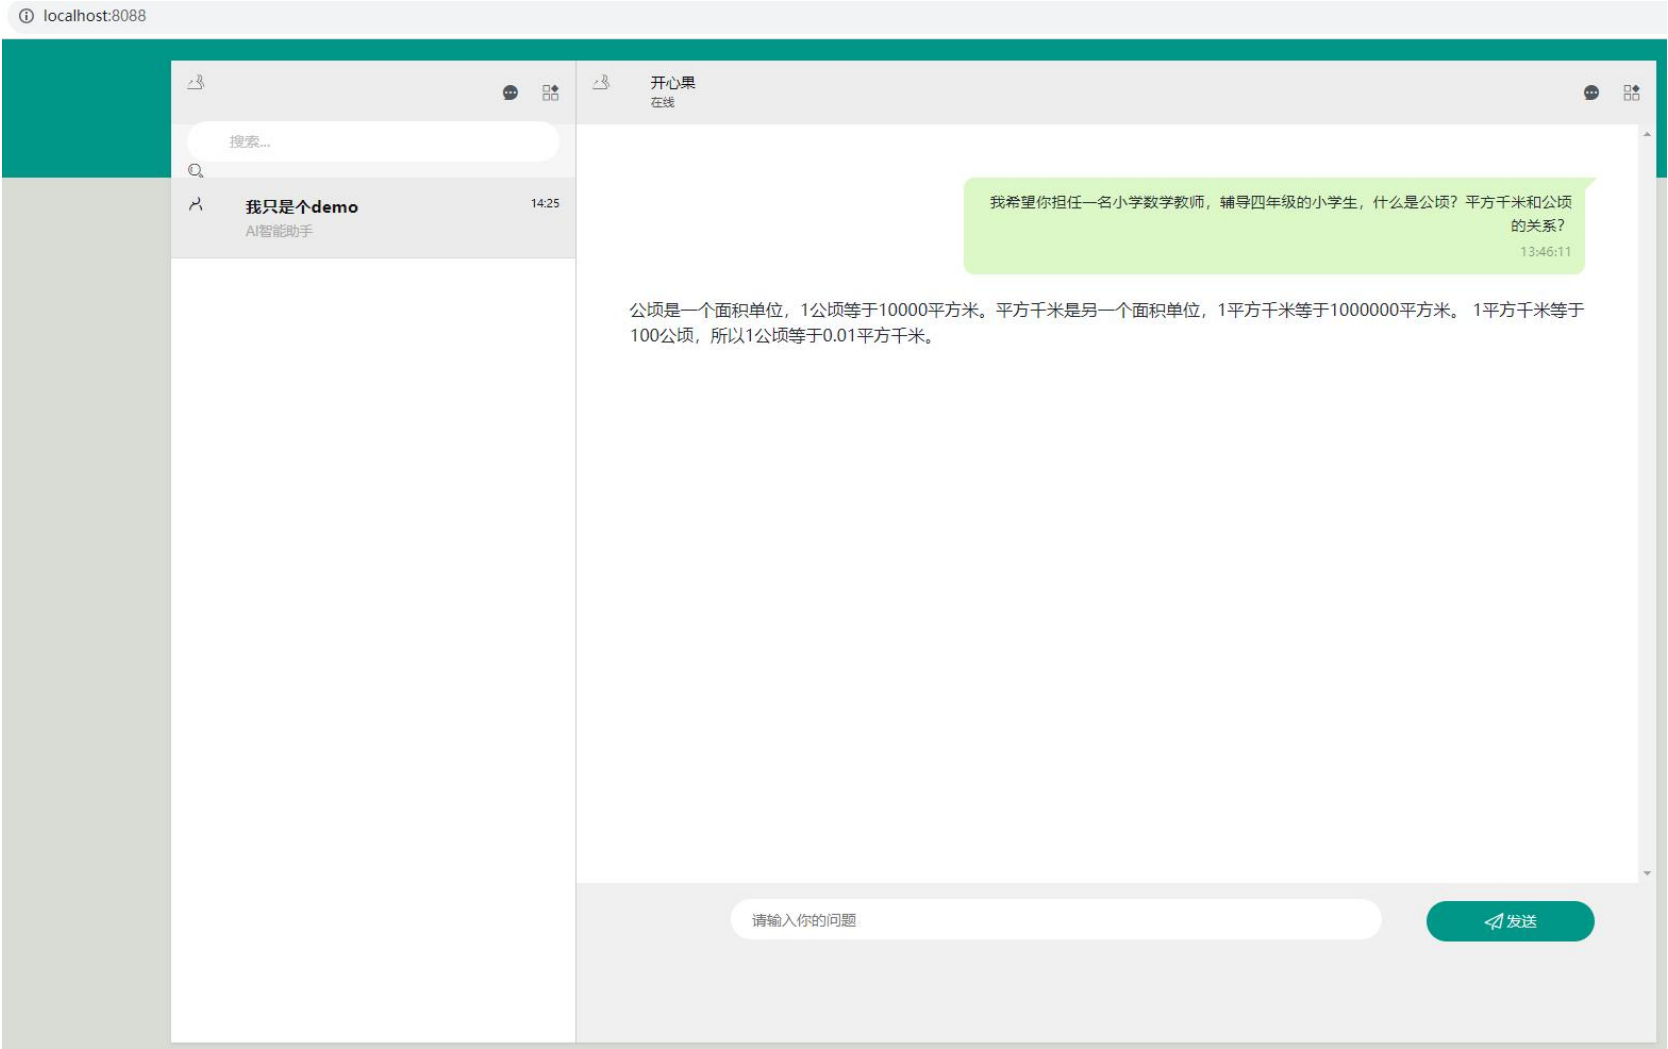 localhost:8088
开心果
在线
搜索...
我只是个demo
14:25
AI智能助手
我希望你担任一名小学数学教师，辅导四年级的小学生，什么是公顷？平方千米和公顷
的关系？
13:46:11
公顷是一个面积单位，1公顷等于10000平方米。平方千米是另一个面积单位，1平方千米等于1000000平方米。 1平方千米等于
100公顷，所以1公顷等于0.01平方千米。
请输入你的问题
发送